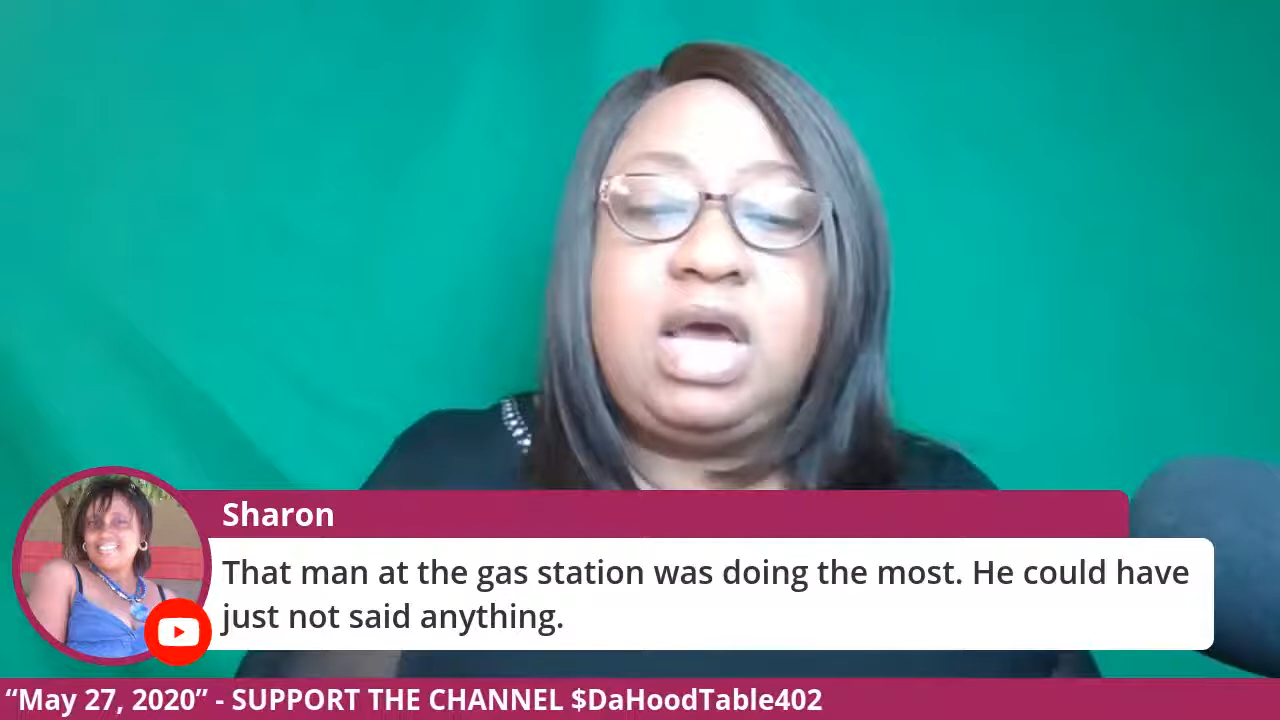 Sharon
That man at the gas station was doing the most. He could have
just not said anything.
“May 27, 2020” - SUPPORT THE CHANNEL $DaHoodTable402